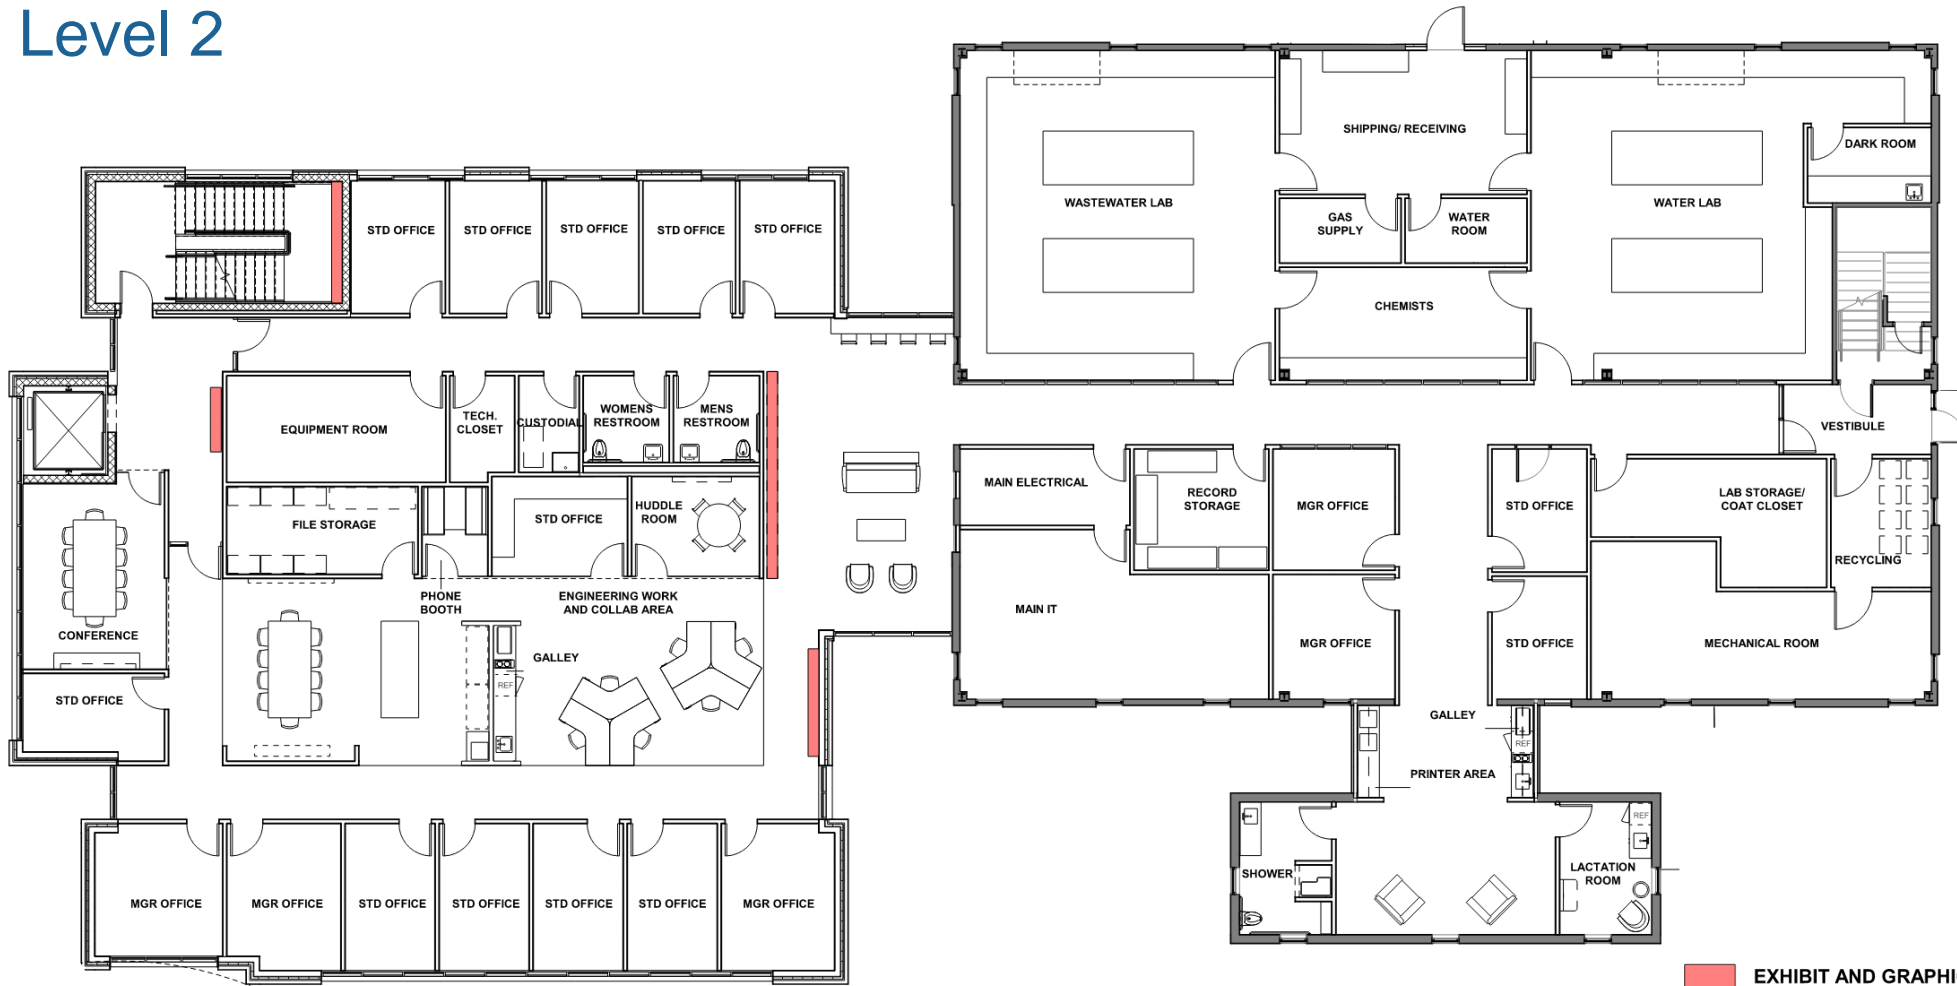 Level 2
SHIPPING/ RECEIVING
DARK ROOM
WASTEWATER LAB
WATER LAB
GAS
SUPPLY
WATER
ROOM
STD OFFICE
STD OFFICE
STD OFFICE
STD OFFICE
STD OFFICE
CHEMISTS
EQUIPMENT ROOM
TECH.
CLOSET
CUSTODIAL
WOMENS
RESTROOM
MENS
RESTROOM
VESTIBULE
MAIN ELECTRICAL
RECORD
STORAGE
MGR OFFICE
STD OFFICE
LAB STORAGE/
COAT CLOSET
FILE STORAGE
STD OFFICE
HUDDLE
ROOM
RECYCLING
PHONE
BOOTH
ENGINEERING WORK
AND COLLAB AREA
MAIN IT
CONFERENCE
MGR OFFICE
STD OFFICE
MECHANICAL ROOM
GALLEY
REF
STD OFFICE
GALLEY
REF
PRINTER AREA
REF
SHOWER
LACTATION
ROOM
MGR OFFICE
MGR OFFICE
STD OFFICE
STD OFFICE
STD OFFICE
STD OFFICE
MGR OFFICE
EXHIBIT AND GRAPHI